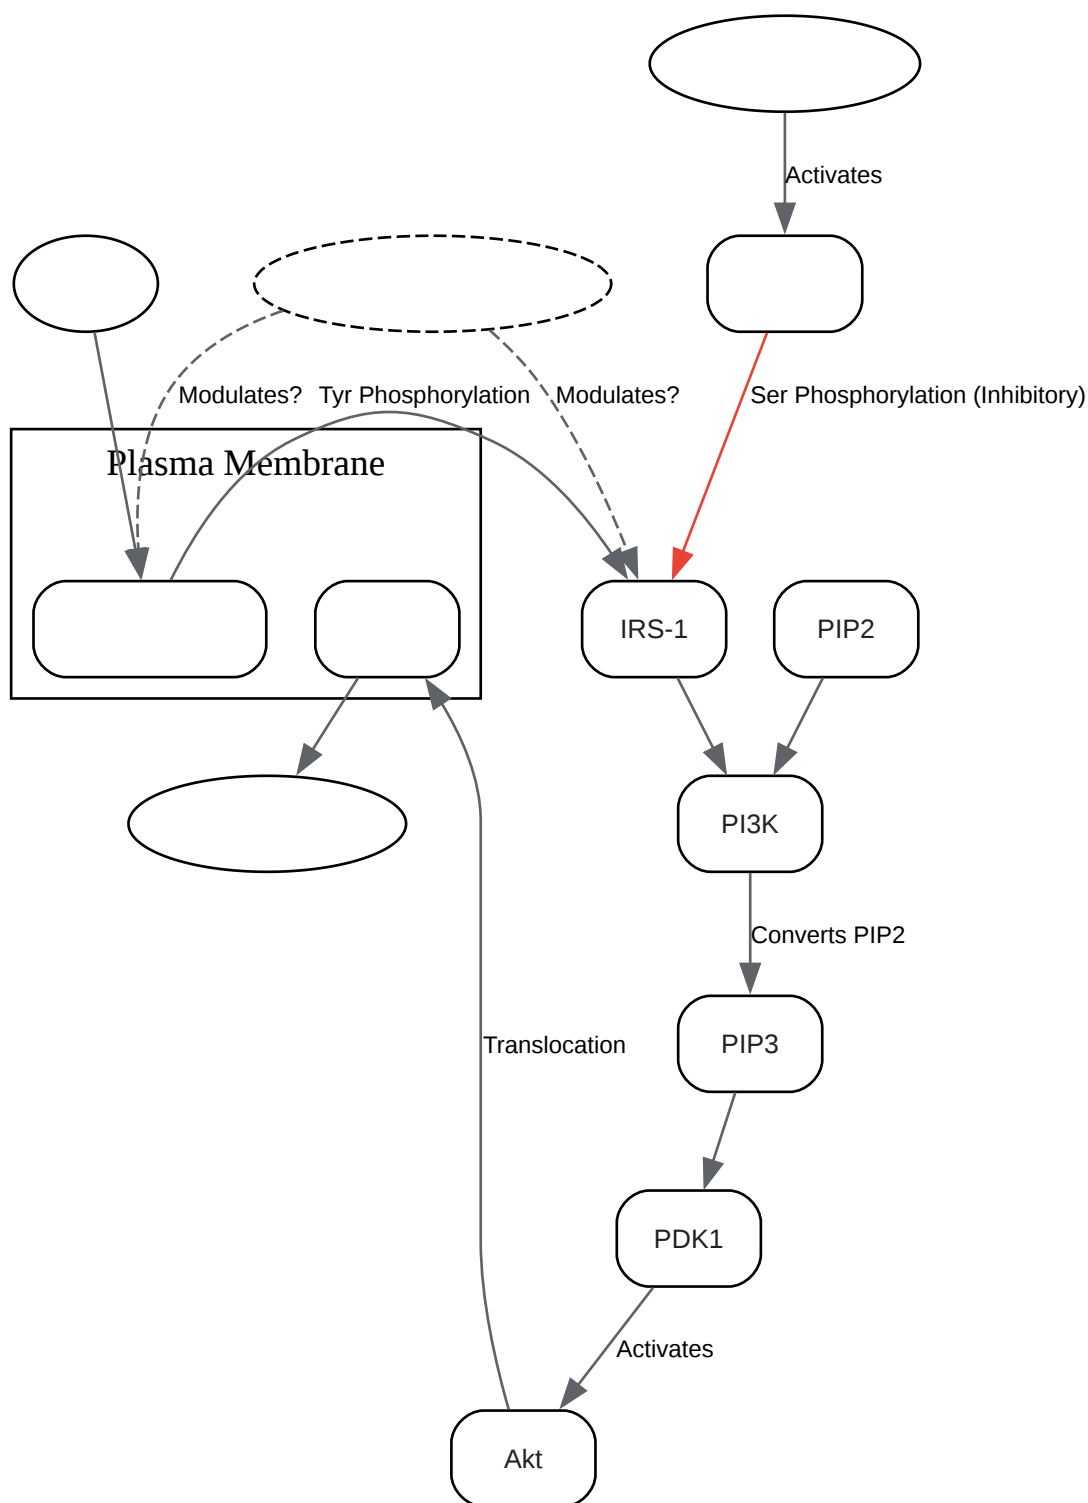 Activates
Modulates?
Tyr Phosphorylation
Modulates?
Ser Phosphorylation (Inhibitory)
Plasma Membrane
IRS-1
PIP2
PI3K
Converts PIP2
PIP3
Translocation
PDK1
Activates
Akt